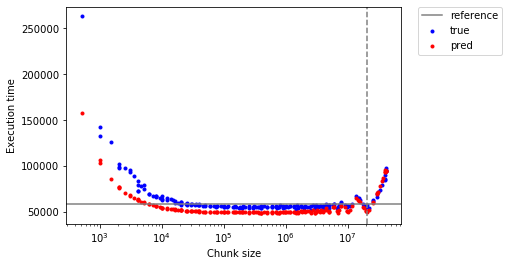 reference
true
pred
250000
200000
150000
100000
50000
Execution time
10³
10⁴
10⁵
10⁶
10⁷
Chunk size